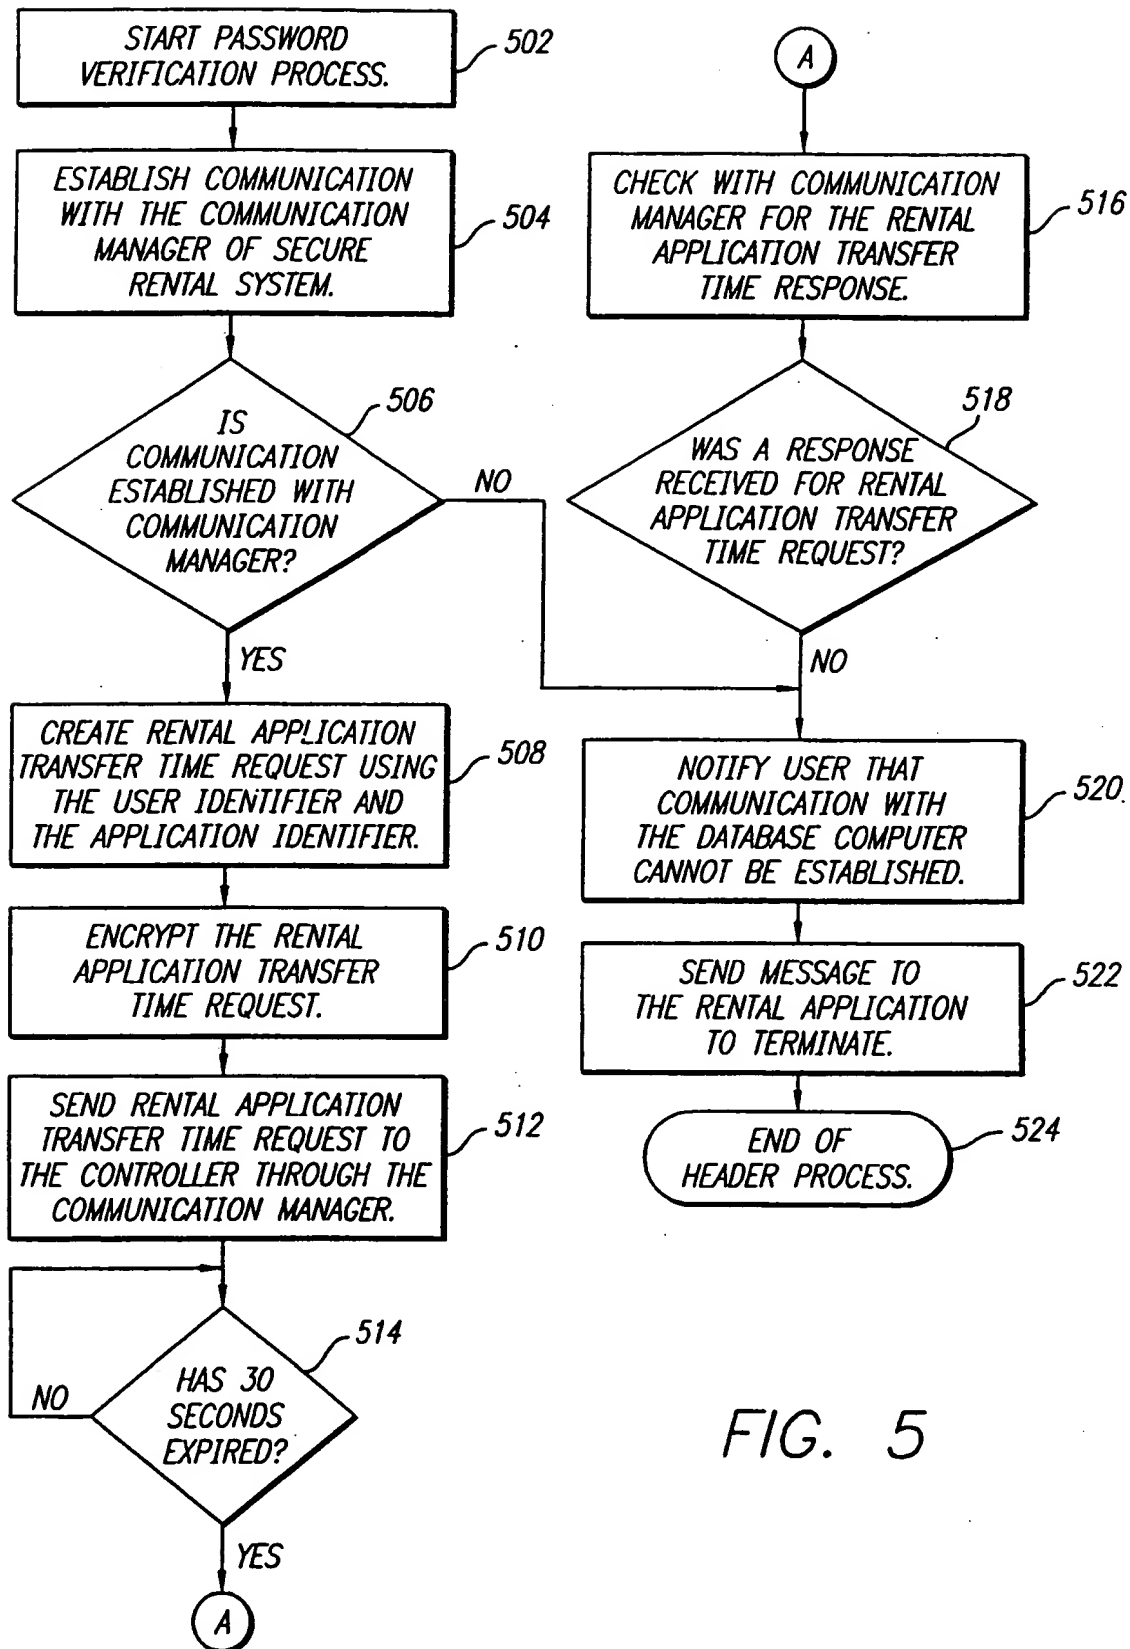 START PASSWORD
VERIFICATION PROCESS.
502
ESTABLISH COMMUNICATION
WITH THE COMMUNICATION
MANAGER OF SECURE
RENTAL SYSTEM.
504
IS
COMMUNICATION
ESTABLISHED WITH
COMMUNICATION
MANAGER?
506
NO
YES
CREATE RENTAL APPLICATION
TRANSFER TIME REQUEST USING
THE USER IDENTIFIER AND
THE APPLICATION IDENTIFIER.
508
ENCRYPT THE RENTAL
APPLICATION TRANSFER
TIME REQUEST.
510
SEND RENTAL APPLICATION
TRANSFER TIME REQUEST TO
THE CONTROLLER THROUGH THE
COMMUNICATION MANAGER.
512
HAS 30
SECONDS
EXPIRED?
514
NO
YES
A
A
CHECK WITH COMMUNICATION
MANAGER FOR THE RENTAL
APPLICATION TRANSFER
TIME RESPONSE.
516
WAS A RESPONSE
RECEIVED FOR RENTAL
APPLICATION TRANSFER
TIME REQUEST?
518
NO
NOTIFY USER THAT
COMMUNICATION WITH
THE DATABASE COMPUTER
CANNOT BE ESTABLISHED.
520
SEND MESSAGE TO
THE RENTAL APPLICATION
TO TERMINATE.
522
END OF
HEADER PROCESS.
524
FIG. 5